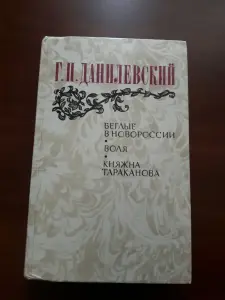 Г.П. ДАНИЛЕВСКИЙ
БЕГЛЫЕ
В НОВОРОССИИ
•
ВОЛЯ
•
КНЯЖНА
ТАРАКАНОВА